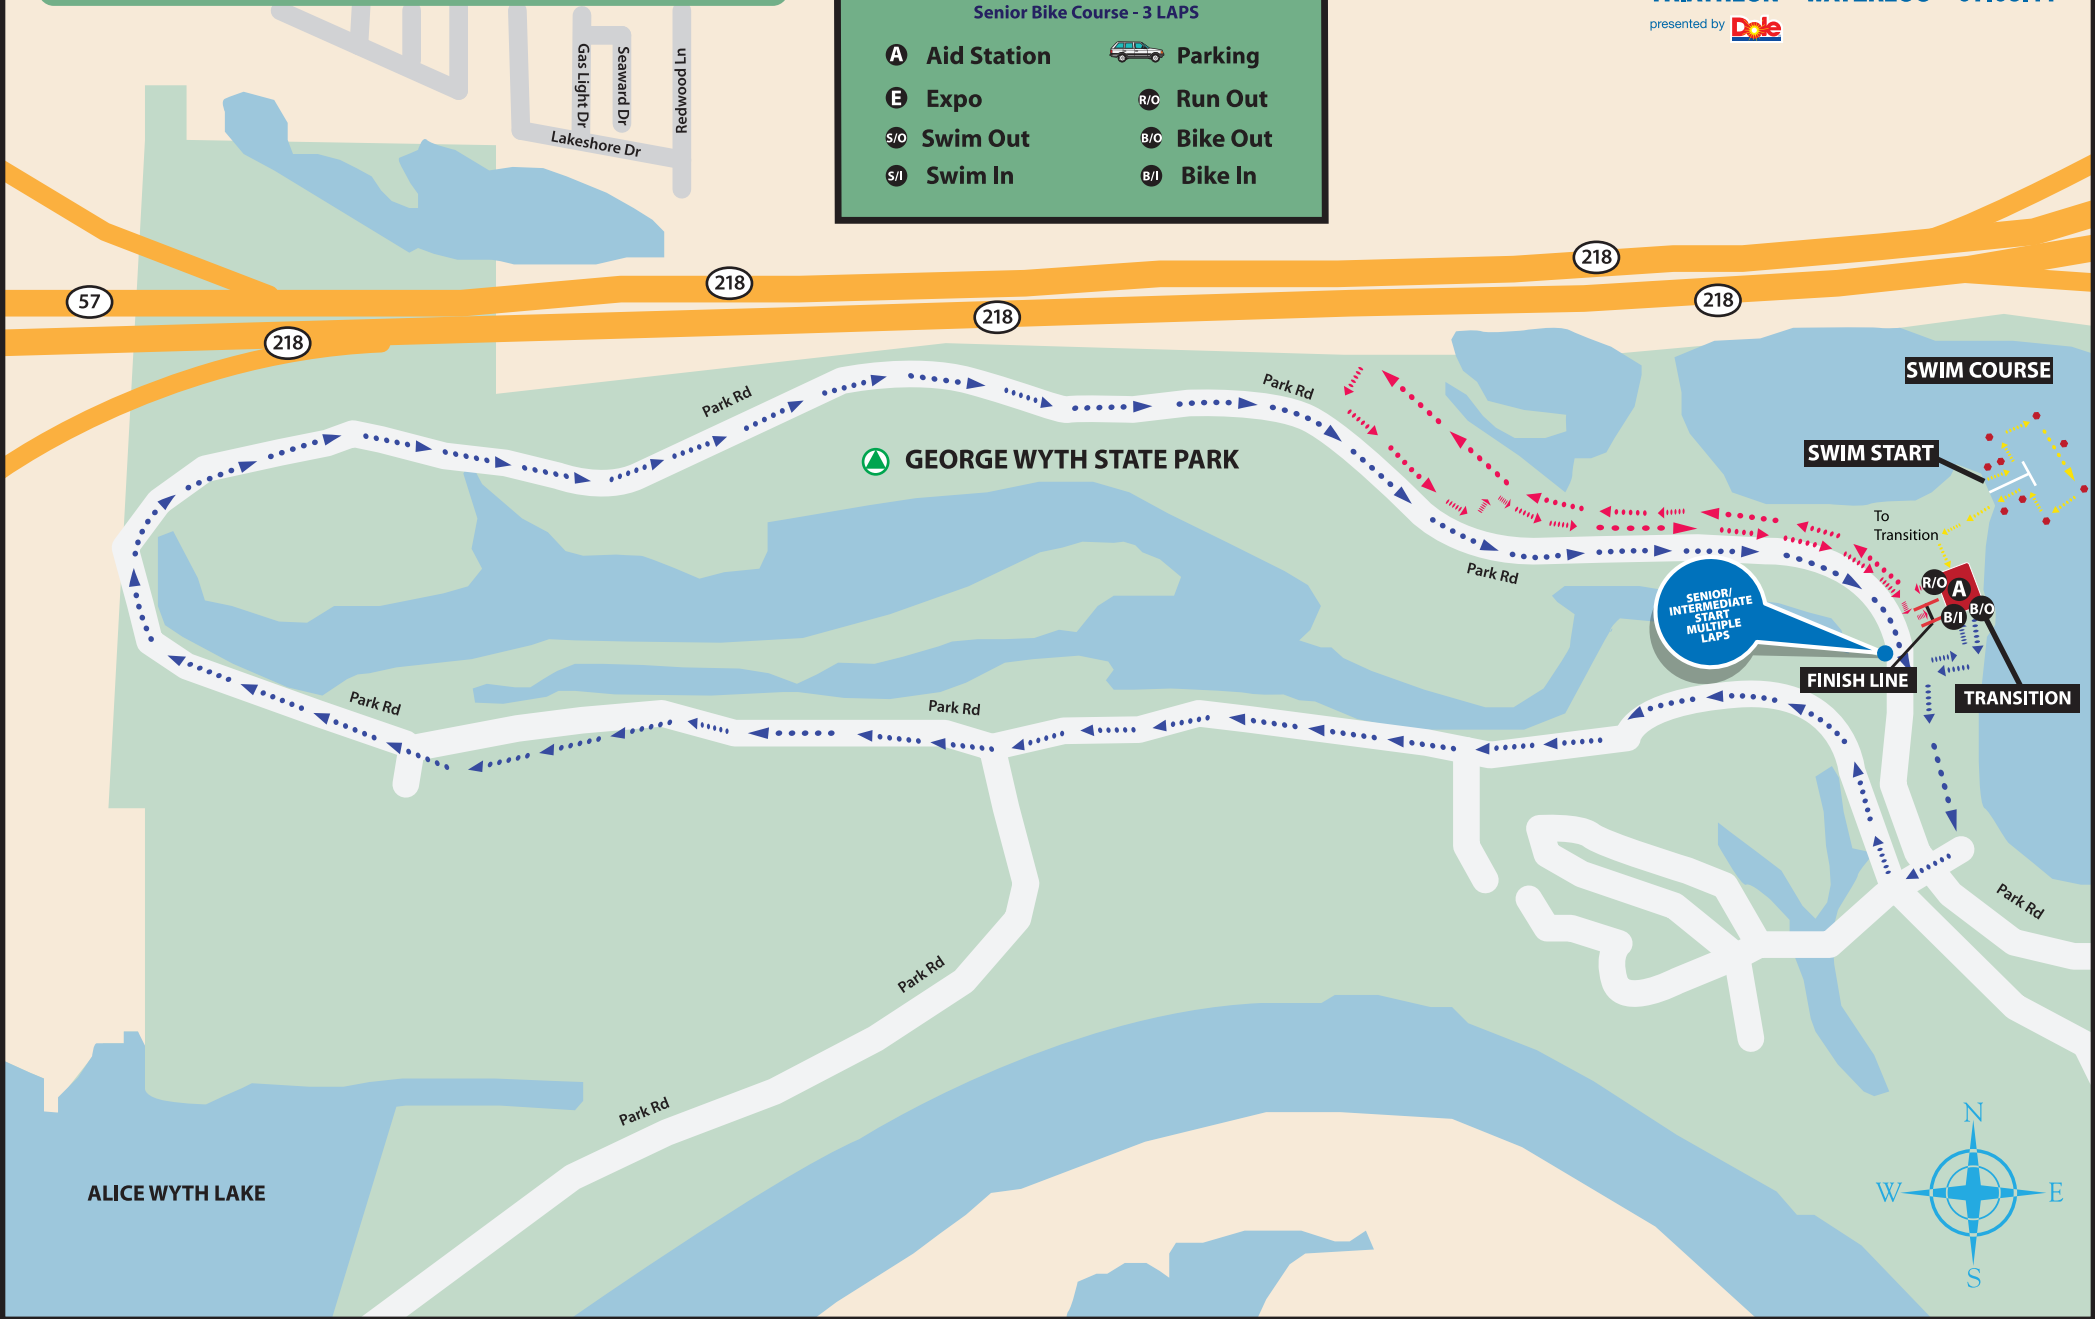 Senior Bike Course - 3 LAPS
A Aid Station
Parking
E Expo
R/O Run Out
S/O Swim Out
B/O Bike Out
S/I Swim In
B/I Bike In
presented by Dole
Gas Light Dr
Seaward Dr
Redwood Ln
Lakeshore Dr
57
218
218
218
218
218
Park Rd
Park Rd
GEORGE WYTH STATE PARK
SWIM COURSE
SWIM START
To
Transition
Park Rd
R/O
A
B/I
B/O
SENIOR/
INTERMEDIATE
START
MULTIPLE
LAPS
FINISH LINE
TRANSITION
Park Rd
Park Rd
Park Rd
Park Rd
Park Rd
ALICE WYTH LAKE
N
W
E
S